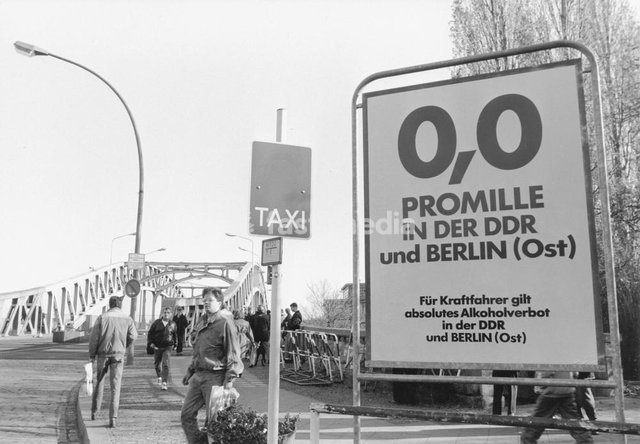 0,0
PROMILLE
IN DER DDR
und BERLIN (Ost)
Für Kraftfahrer gilt
absolutes Alkoholverbot
in der DDR
und BERLIN (Ost)
TAXI